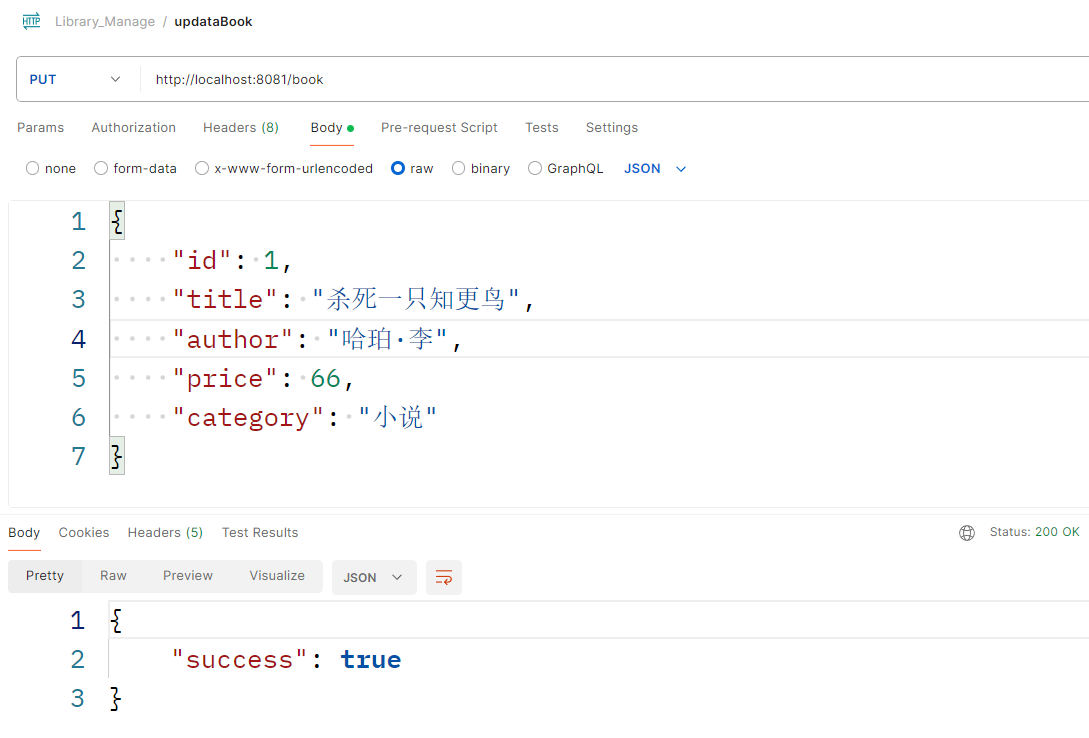 HTTP Library_Manage / updataBook
PUT http://localhost:8081/book
Params Authorization Headers (8) Body Pre-request Script Tests Settings
none form-data x-www-form-urlencoded raw binary GraphQL JSON
1 {
2 "id": 1,
3 "title": "杀死一只知更鸟",
4 "author": "哈珀·李",
5 "price": 66,
6 "category": "小说"
7 }
Body Cookies Headers (5) Test Results Status: 200 OK
Pretty Raw Preview Visualize JSON
1 {
2 "success": true
3 }